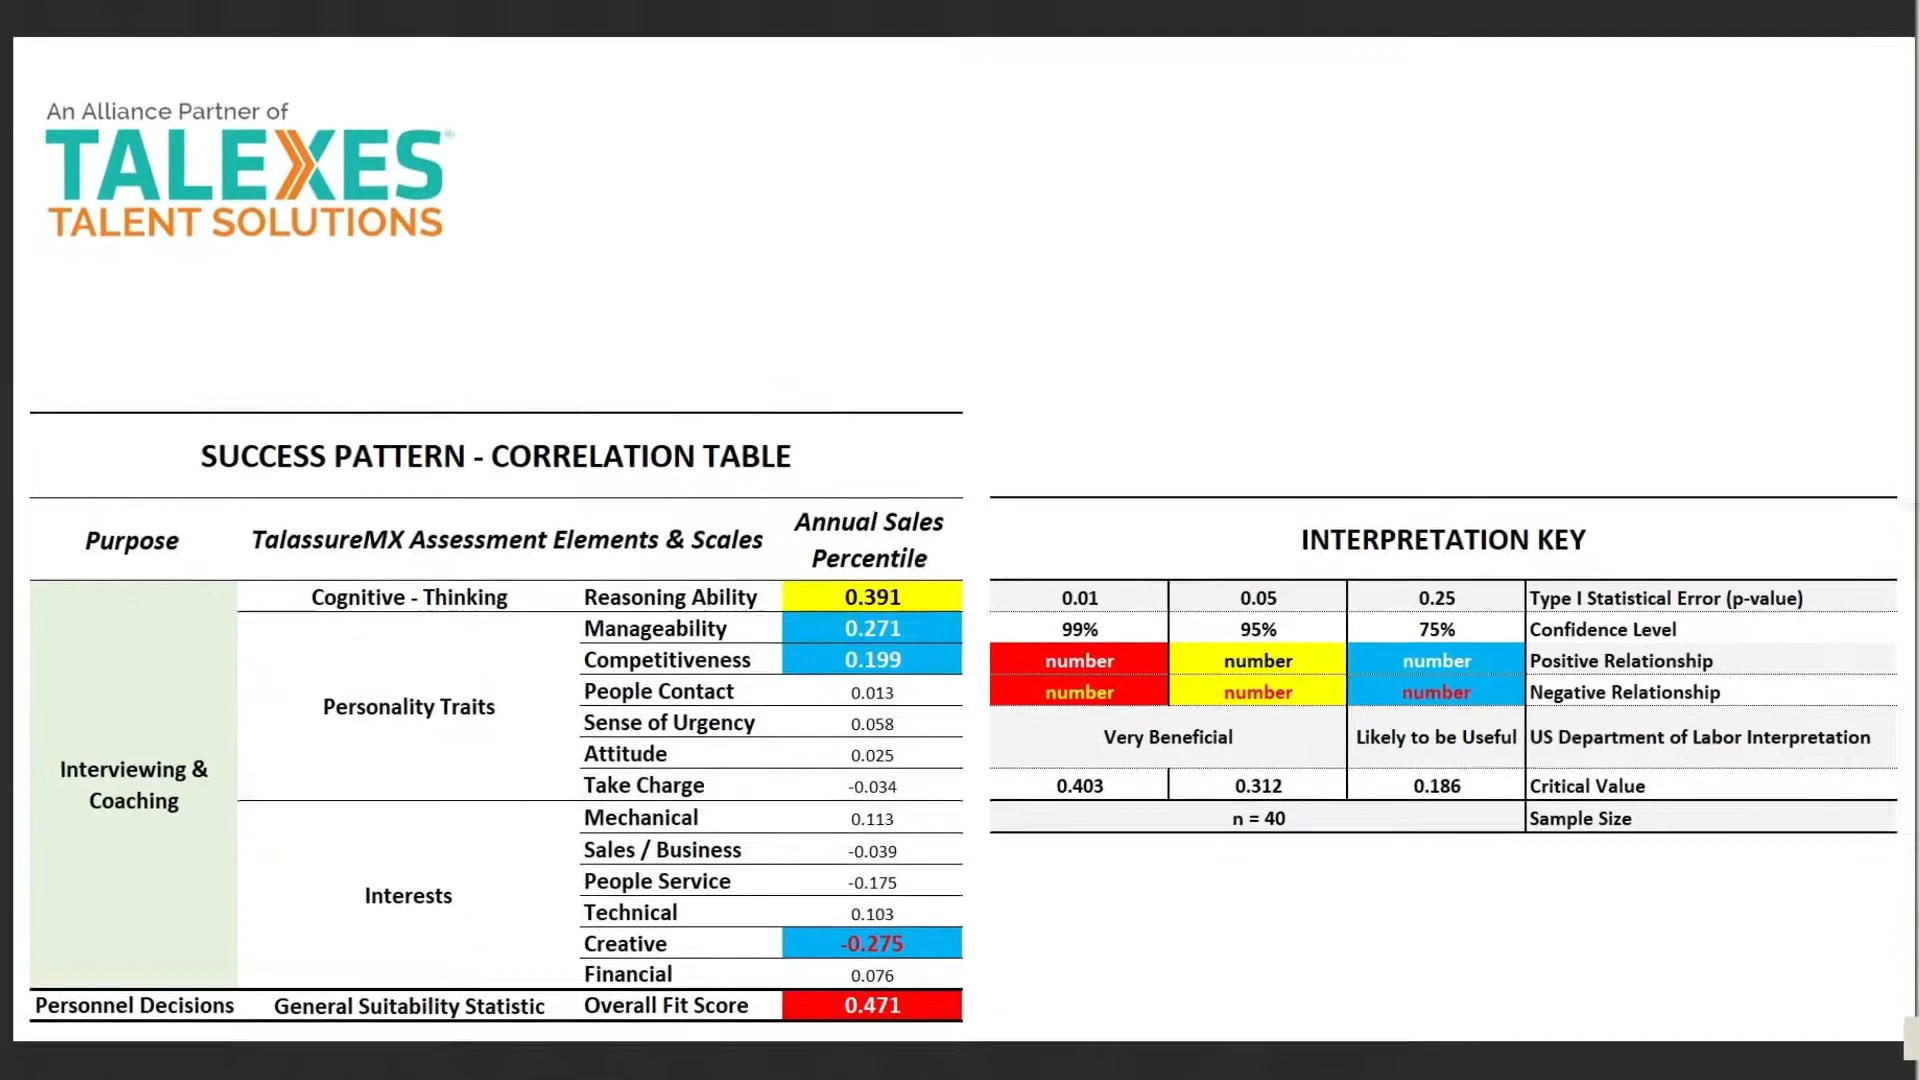 An Alliance Partner of
TALEXES®
TALENT SOLUTIONS
SUCCESS PATTERN - CORRELATION TABLE
Purpose TalassureMX Assessment Elements & Scales Annual Sales Percentile
Interviewing & Coaching
Cognitive - Thinking Reasoning Ability 0.391
Personality Traits
Manageability 0.271
Competitiveness 0.199
People Contact 0.013
Sense of Urgency 0.058
Attitude 0.025
Take Charge -0.034
Interests
Mechanical 0.113
Sales / Business -0.039
People Service -0.175
Technical 0.103
Creative -0.275
Financial 0.076
Personnel Decisions General Suitability Statistic Overall Fit Score 0.471
INTERPRETATION KEY
0.01 0.05 0.25 Type I Statistical Error (p-value)
99% 95% 75% Confidence Level
number number number Positive Relationship
number number number Negative Relationship
Very Beneficial Likely to be Useful US Department of Labor Interpretation
0.403 0.312 0.186 Critical Value
n = 40 Sample Size